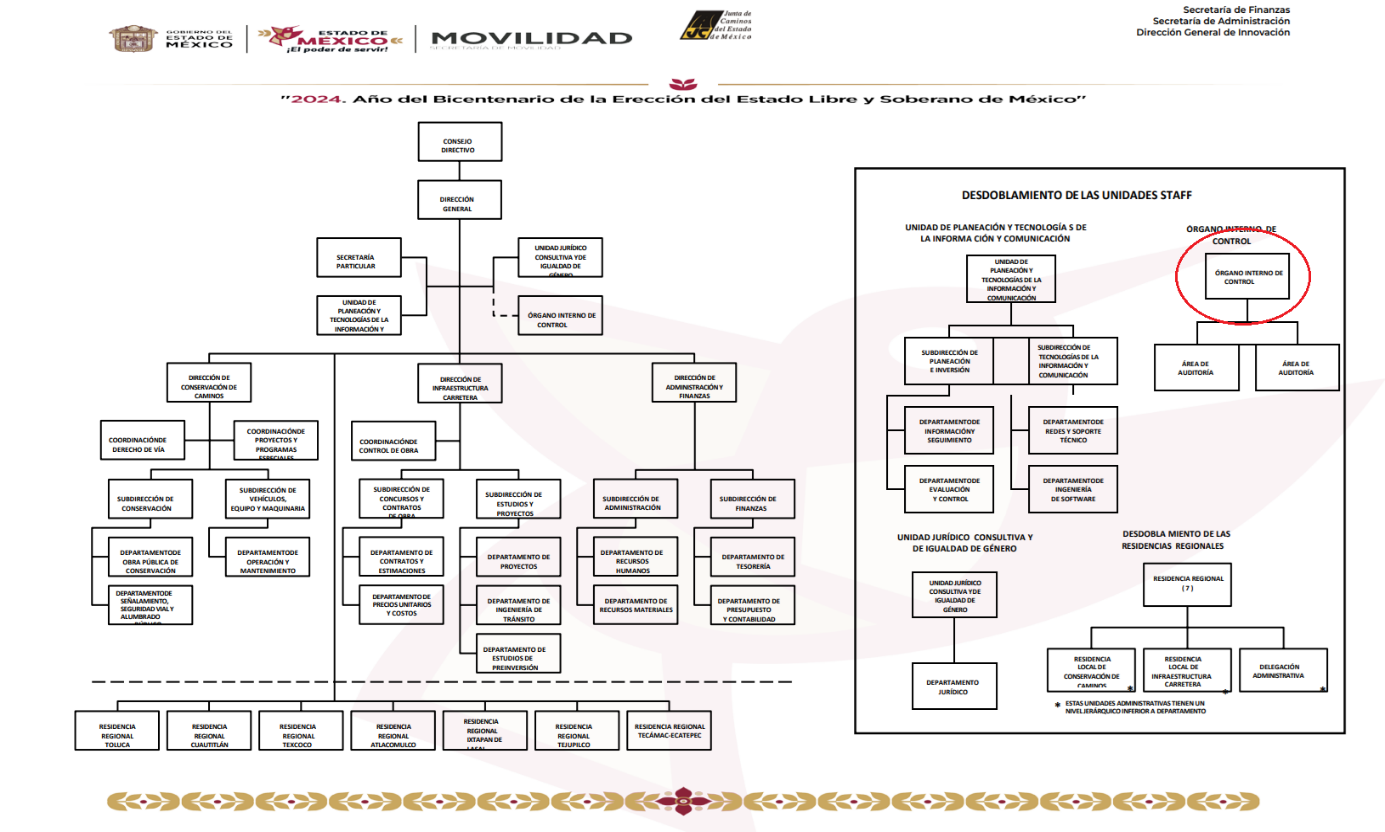 GOBIERNO DEL
ESTADO DE
MÉXICO
ESTADO DE
MÉXICO
¡El poder de servir!
MOVILIDAD
SECRETARÍA DE MOVILIDAD
Junta de
Caminos
del Estado
de México
Secretaría de Finanzas
Secretaría de Administración
Dirección General de Innovación
"2024. Año del Bicentenario de la Erección del Estado Libre y Soberano de México"
CONSEJO
DIRECTIVO
DIRECCIÓN
GENERAL
SECRETARÍA
PARTICULAR
UNIDAD JURÍDICO
CONSULTIVA YDE
IGUALDAD DE
GÉNERO
UNIDAD DE
PLANEACIÓN Y
TECNOLOGÍAS DE LA
INFORMACIÓN Y
ÓRGANO INTERNO DE
CONTROL
DIRECCIÓN DE
CONSERVACIÓN DE
CAMINOS
DIRECCIÓN DE
INFRAESTRUCTURA
CARRETERA
DIRECCIÓN DE
ADMINISTRACIÓN Y
FINANZAS
COORDINACIÓNDE
DERECHO DE VÍA
COORDINACIÓNDE
PROYECTOS Y
PROGRAMAS
ESPECIALES
COORDINACIÓNDE
CONTROL DE OBRA
SUBDIRECCIÓN DE
CONSERVACIÓN
SUBDIRECCIÓN DE
VEHÍCULOS,
EQUIPO Y MAQUINARIA
SUBDIRECCIÓN DE
CONCURSOS Y
CONTRATOS
DE OBRA
SUBDIRECCIÓN DE
ESTUDIOS Y
PROYECTOS
SUBDIRECCIÓN DE
ADMINISTRACIÓN
SUBDIRECCIÓN DE
FINANZAS
DEPARTAMENTODE
OBRA PÚBLICA DE
CONSERVACIÓN
DEPARTAMENTODE
OPERACIÓN Y
MANTENIMIENTO
DEPARTAMENTO DE
CONTRATOS Y
ESTIMACIONES
DEPARTAMENTO DE
PROYECTOS
DEPARTAMENTO DE
RECURSOS
HUMANOS
DEPARTAMENTO DE
TESORERÍA
DEPARTAMENTODE
SEÑALAMIENTO,
SEGURIDAD VIAL Y
ALUMBRADO
PÚBLICO
DEPARTAMENTO DE
PRECIOS UNITARIOS
Y COSTOS
DEPARTAMENTO DE
INGENIERÍA DE
TRÁNSITO
DEPARTAMENTO DE
RECURSOS MATERIALES
DEPARTAMENTO DE
PRESUPUESTO
Y CONTABILIDAD
DEPARTAMENTO DE
ESTUDIOS DE
PREINVERSIÓN
RESIDENCIA
REGIONAL
TOLUCA
RESIDENCIA
REGIONAL
CUAUTITLÁN
RESIDENCIA
REGIONAL
TEXCOCO
RESIDENCIA
REGIONAL
ATLACOMULCO
RESIDENCIA
REGIONAL
IXTAPAN DE
LASAL
RESIDENCIA
REGIONAL
TEJUPILCO
RESIDENCIA REGIONAL
TECÁMAC-ECATEPEC
DESDOBLAMIENTO DE LAS UNIDADES STAFF
UNIDAD DE PLANEACIÓN Y TECNOLOGÍA S DE
LA INFORMA CIÓN Y COMUNICACIÓN
UNIDAD DE
PLANEACIÓN Y
TECNOLOGÍAS DE LA
INFORMACIÓN Y
COMUNICACIÓN
SUBDIRECCIÓN DE
PLANEACIÓN
E INVERSIÓN
SUBDIRECCIÓN DE
TECNOLOGÍAS DE LA
INFORMACIÓN Y
COMUNICACIÓN
DEPARTAMENTODE
INFORMACIÓNY
SEGUIMIENTO
DEPARTAMENTODE
REDES Y SOPORTE
TÉCNICO
DEPARTAMENTODE
EVALUACIÓN
Y CONTROL
DEPARTAMENTODE
INGENIERÍA
DE SOFTWARE
ÓRGANO INTERNO DE
CONTROL
ÓRGANO INTERNO DE
CONTROL
ÁREA DE
AUDITORÍA
ÁREA DE
AUDITORÍA
UNIDAD JURÍDICO CONSULTIVA Y
DE IGUALDAD DE GÉNERO
UNIDAD JURÍDICO
CONSULTIVA YDE
IGUALDAD DE
GÉNERO
DEPARTAMENTO
JURÍDICO
DESDOBLA MIENTO DE LAS
RESIDENCIAS REGIONALES
RESIDENCIA REGIONAL
( 7 )
RESIDENCIA
LOCAL DE
CONSERVACIÓN DE
CAMINOS
*
RESIDENCIA
LOCAL DE
INFRAESTRUCTURA
CARRETERA
*
DELEGACIÓN
ADMINISTRATIVA
*
* ESTAS UNIDADES ADMINISTRATIVAS TIENEN UN
NIVEL JERÁRQUICO INFERIOR A DEPARTAMENTO